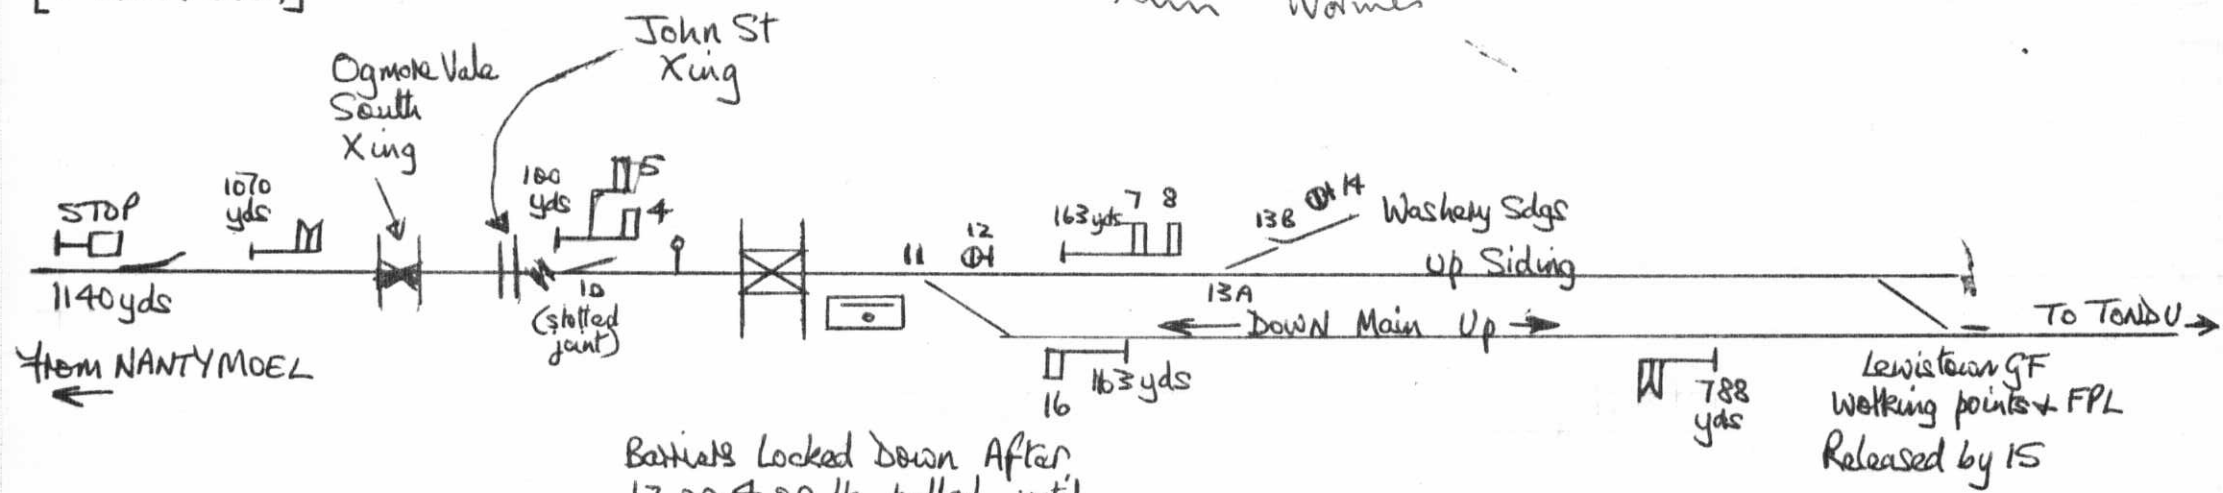 John St
Xing
Ogmore Vale
South
Xing
STOP
1140 yds
from NANTYMOEL
1070
yds
100
yds
5
4
10
(slotted
joint)
11
12
163 yds
7 8
13A
13B
14
Washery Sdgs
Up Siding
DOWN Main Up
16
163 yds
788
yds
TO TONDU
Lewistown GF
Working points & FPL
Released by 15
Barriers Locked Down After